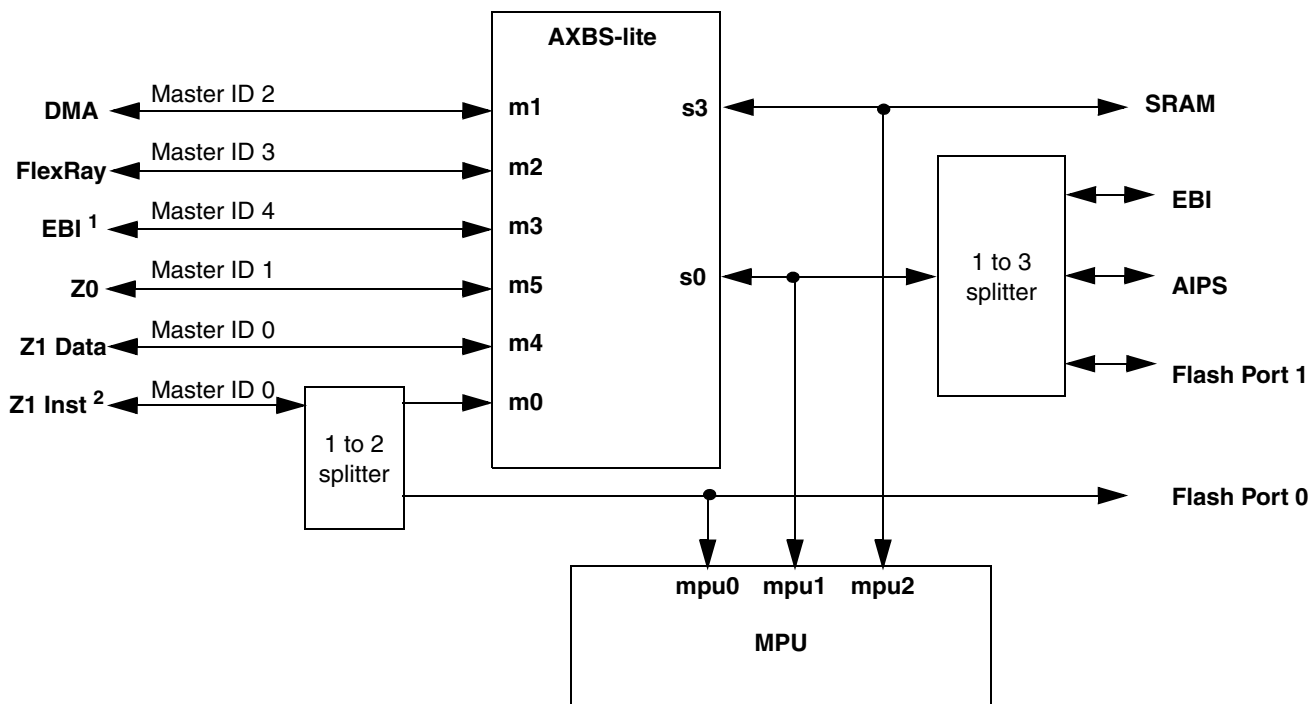 AXBS-lite
DMA
Master ID 2
m1
s3
SRAM
FlexRay
Master ID 3
m2
EBI 1
Master ID 4
m3
EBI
Z0
Master ID 1
m5
s0
1 to 3
splitter
AIPS
Z1 Data
Master ID 0
m4
Flash Port 1
Z1 Inst 2
Master ID 0
m0
1 to 2
splitter
Flash Port 0
mpu0
mpu1
mpu2
MPU